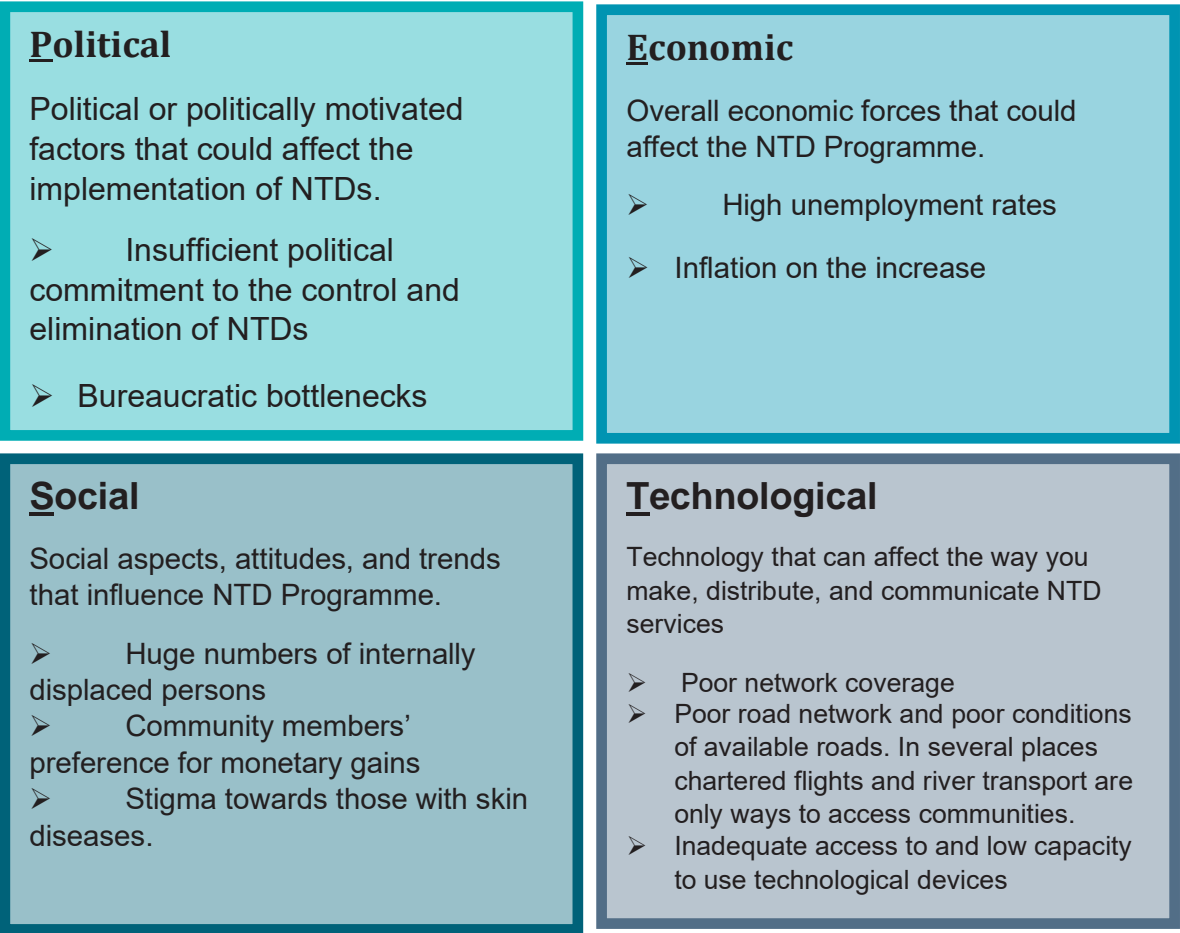 Political
Political or politically motivated
factors that could affect the
implementation of NTDs.
➢ Insufficient political
commitment to the control and
elimination of NTDs
➢ Bureaucratic bottlenecks
Economic
Overall economic forces that could
affect the NTD Programme.
➢ High unemployment rates
➢ Inflation on the increase
Social
Social aspects, attitudes, and trends
that influence NTD Programme.
➢ Huge numbers of internally
displaced persons
➢ Community members’
preference for monetary gains
➢ Stigma towards those with skin
diseases.
Technological
Technology that can affect the way you
make, distribute, and communicate NTD
services
➢ Poor network coverage
➢ Poor road network and poor conditions
of available roads. In several places
chartered flights and river transport are
only ways to access communities.
➢ Inadequate access to and low capacity
to use technological devices